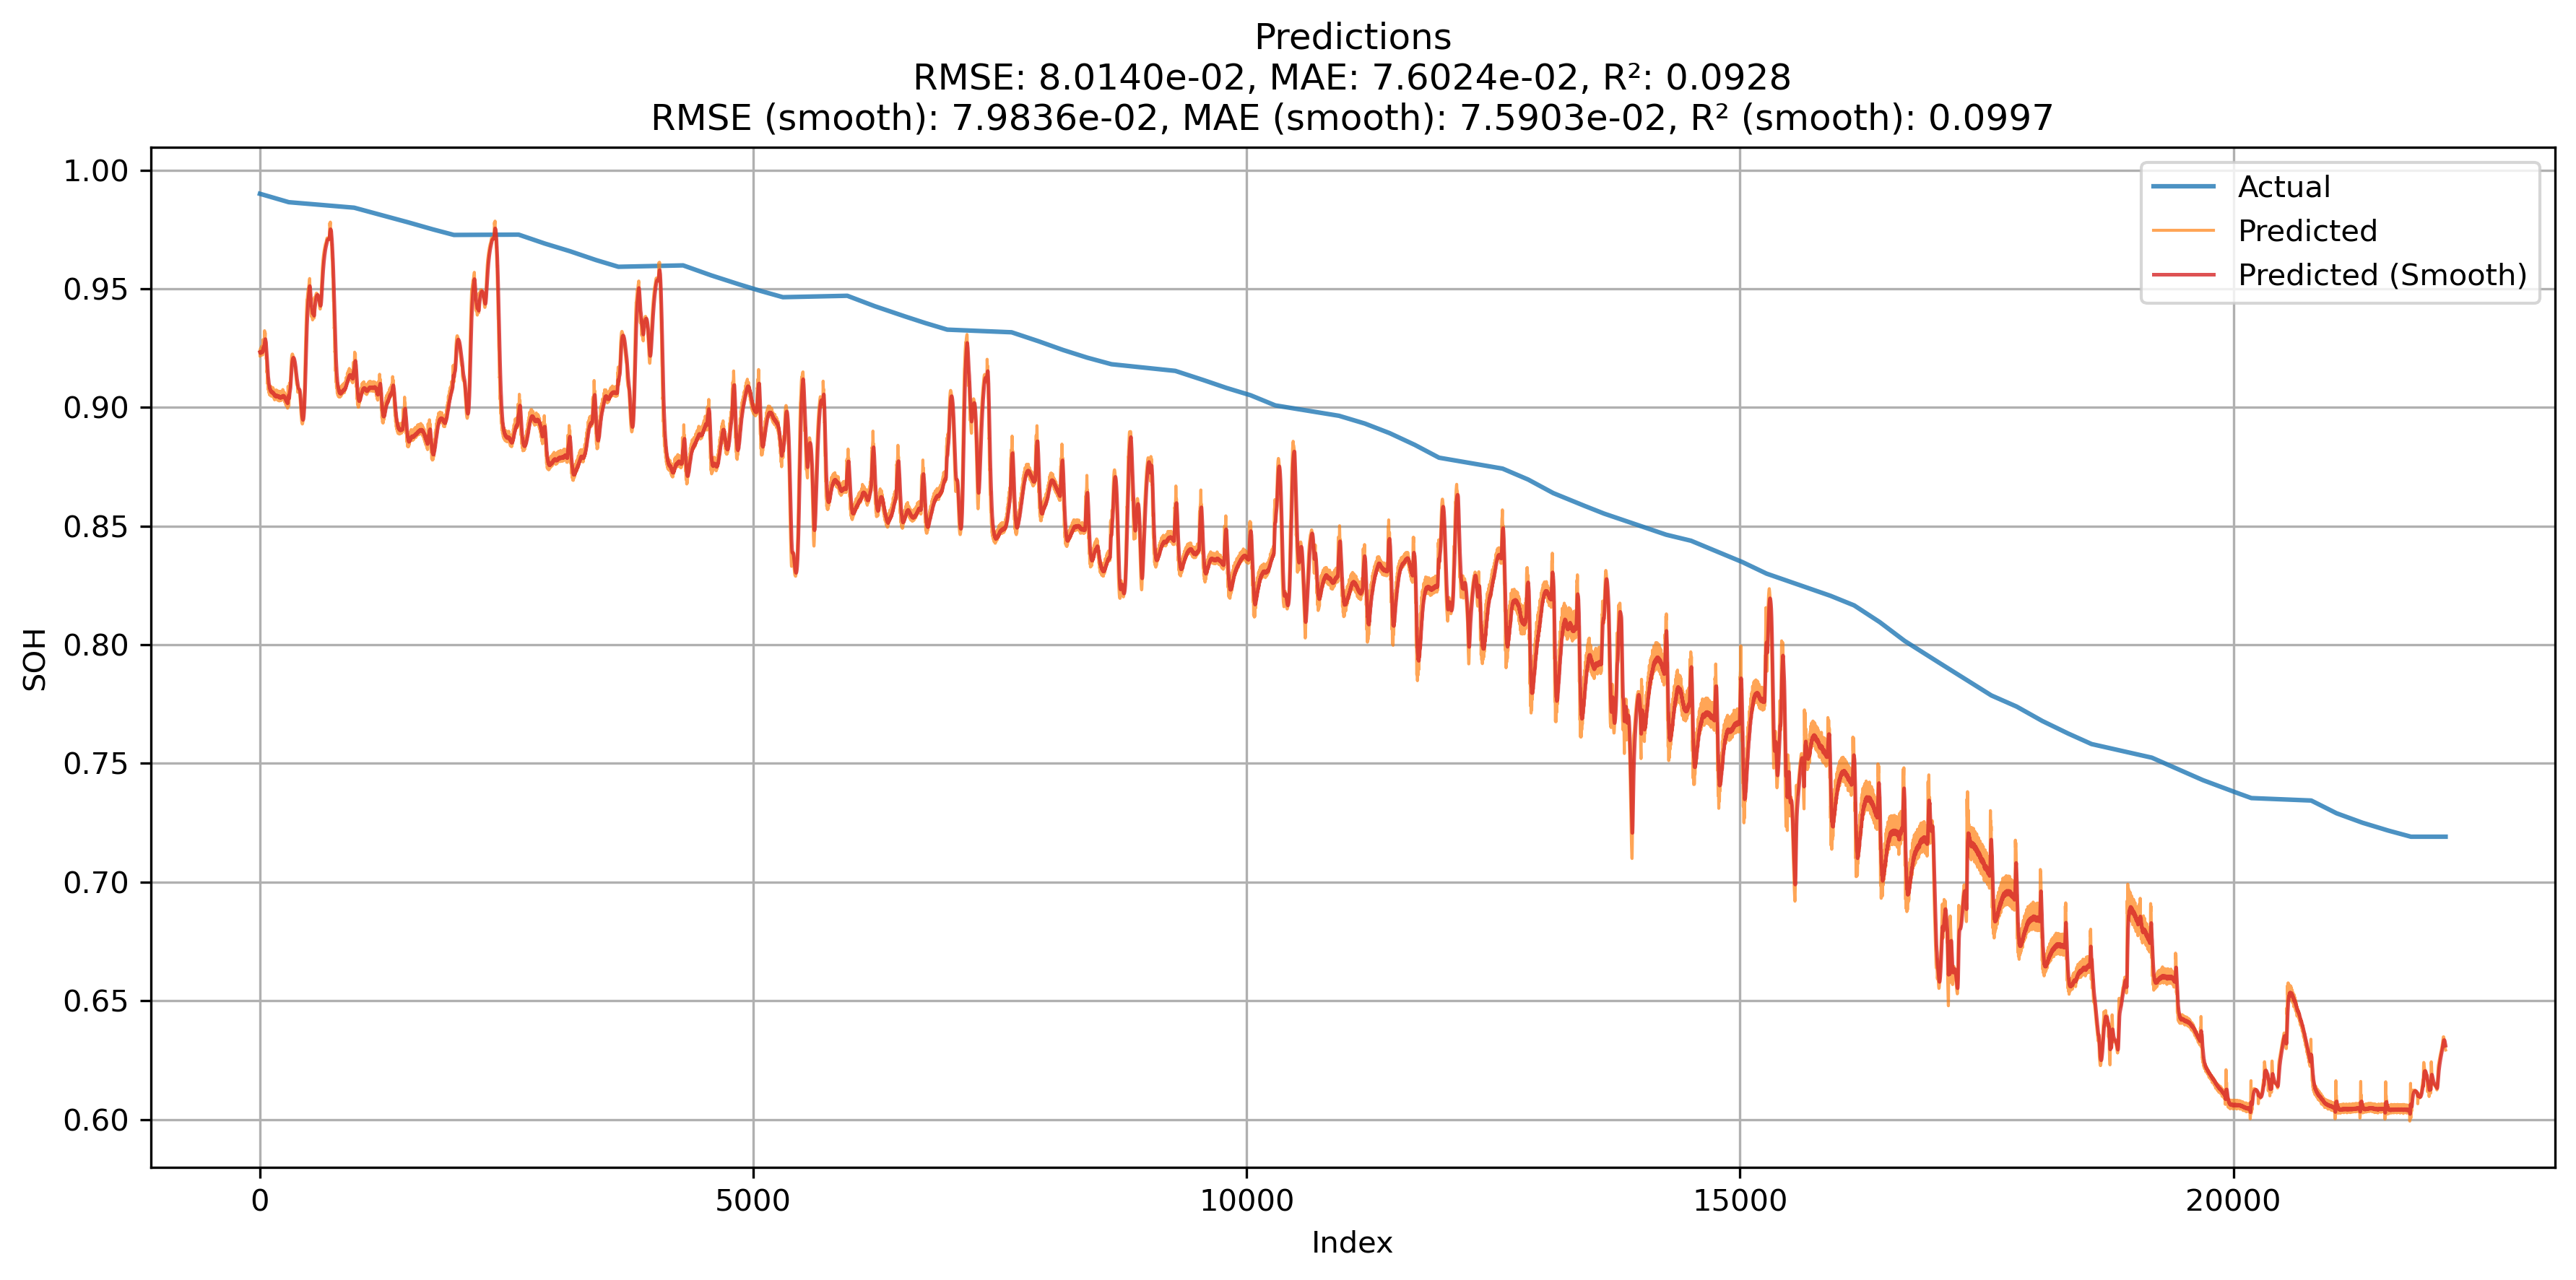 Predictions
RMSE: 8.0140e-02, MAE: 7.6024e-02, R²: 0.0928
RMSE (smooth): 7.9836e-02, MAE (smooth): 7.5903e-02, R² (smooth): 0.0997
Actual
Predicted
Predicted (Smooth)
SOH
1.00
0.95
0.90
0.85
0.80
0.75
0.70
0.65
0.60
0
5000
10000
15000
20000
Index